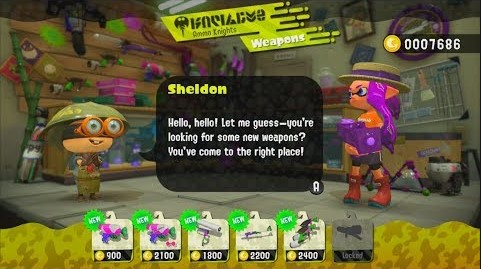 Ammo Knights
Weapons
0007686
Sheldon
Hello, hello! Let me guess—you're
looking for some new weapons?
You've come to the right place!
A
NEW NEW NEW NEW NEW
900 2100 1800 2200 2400 Locked